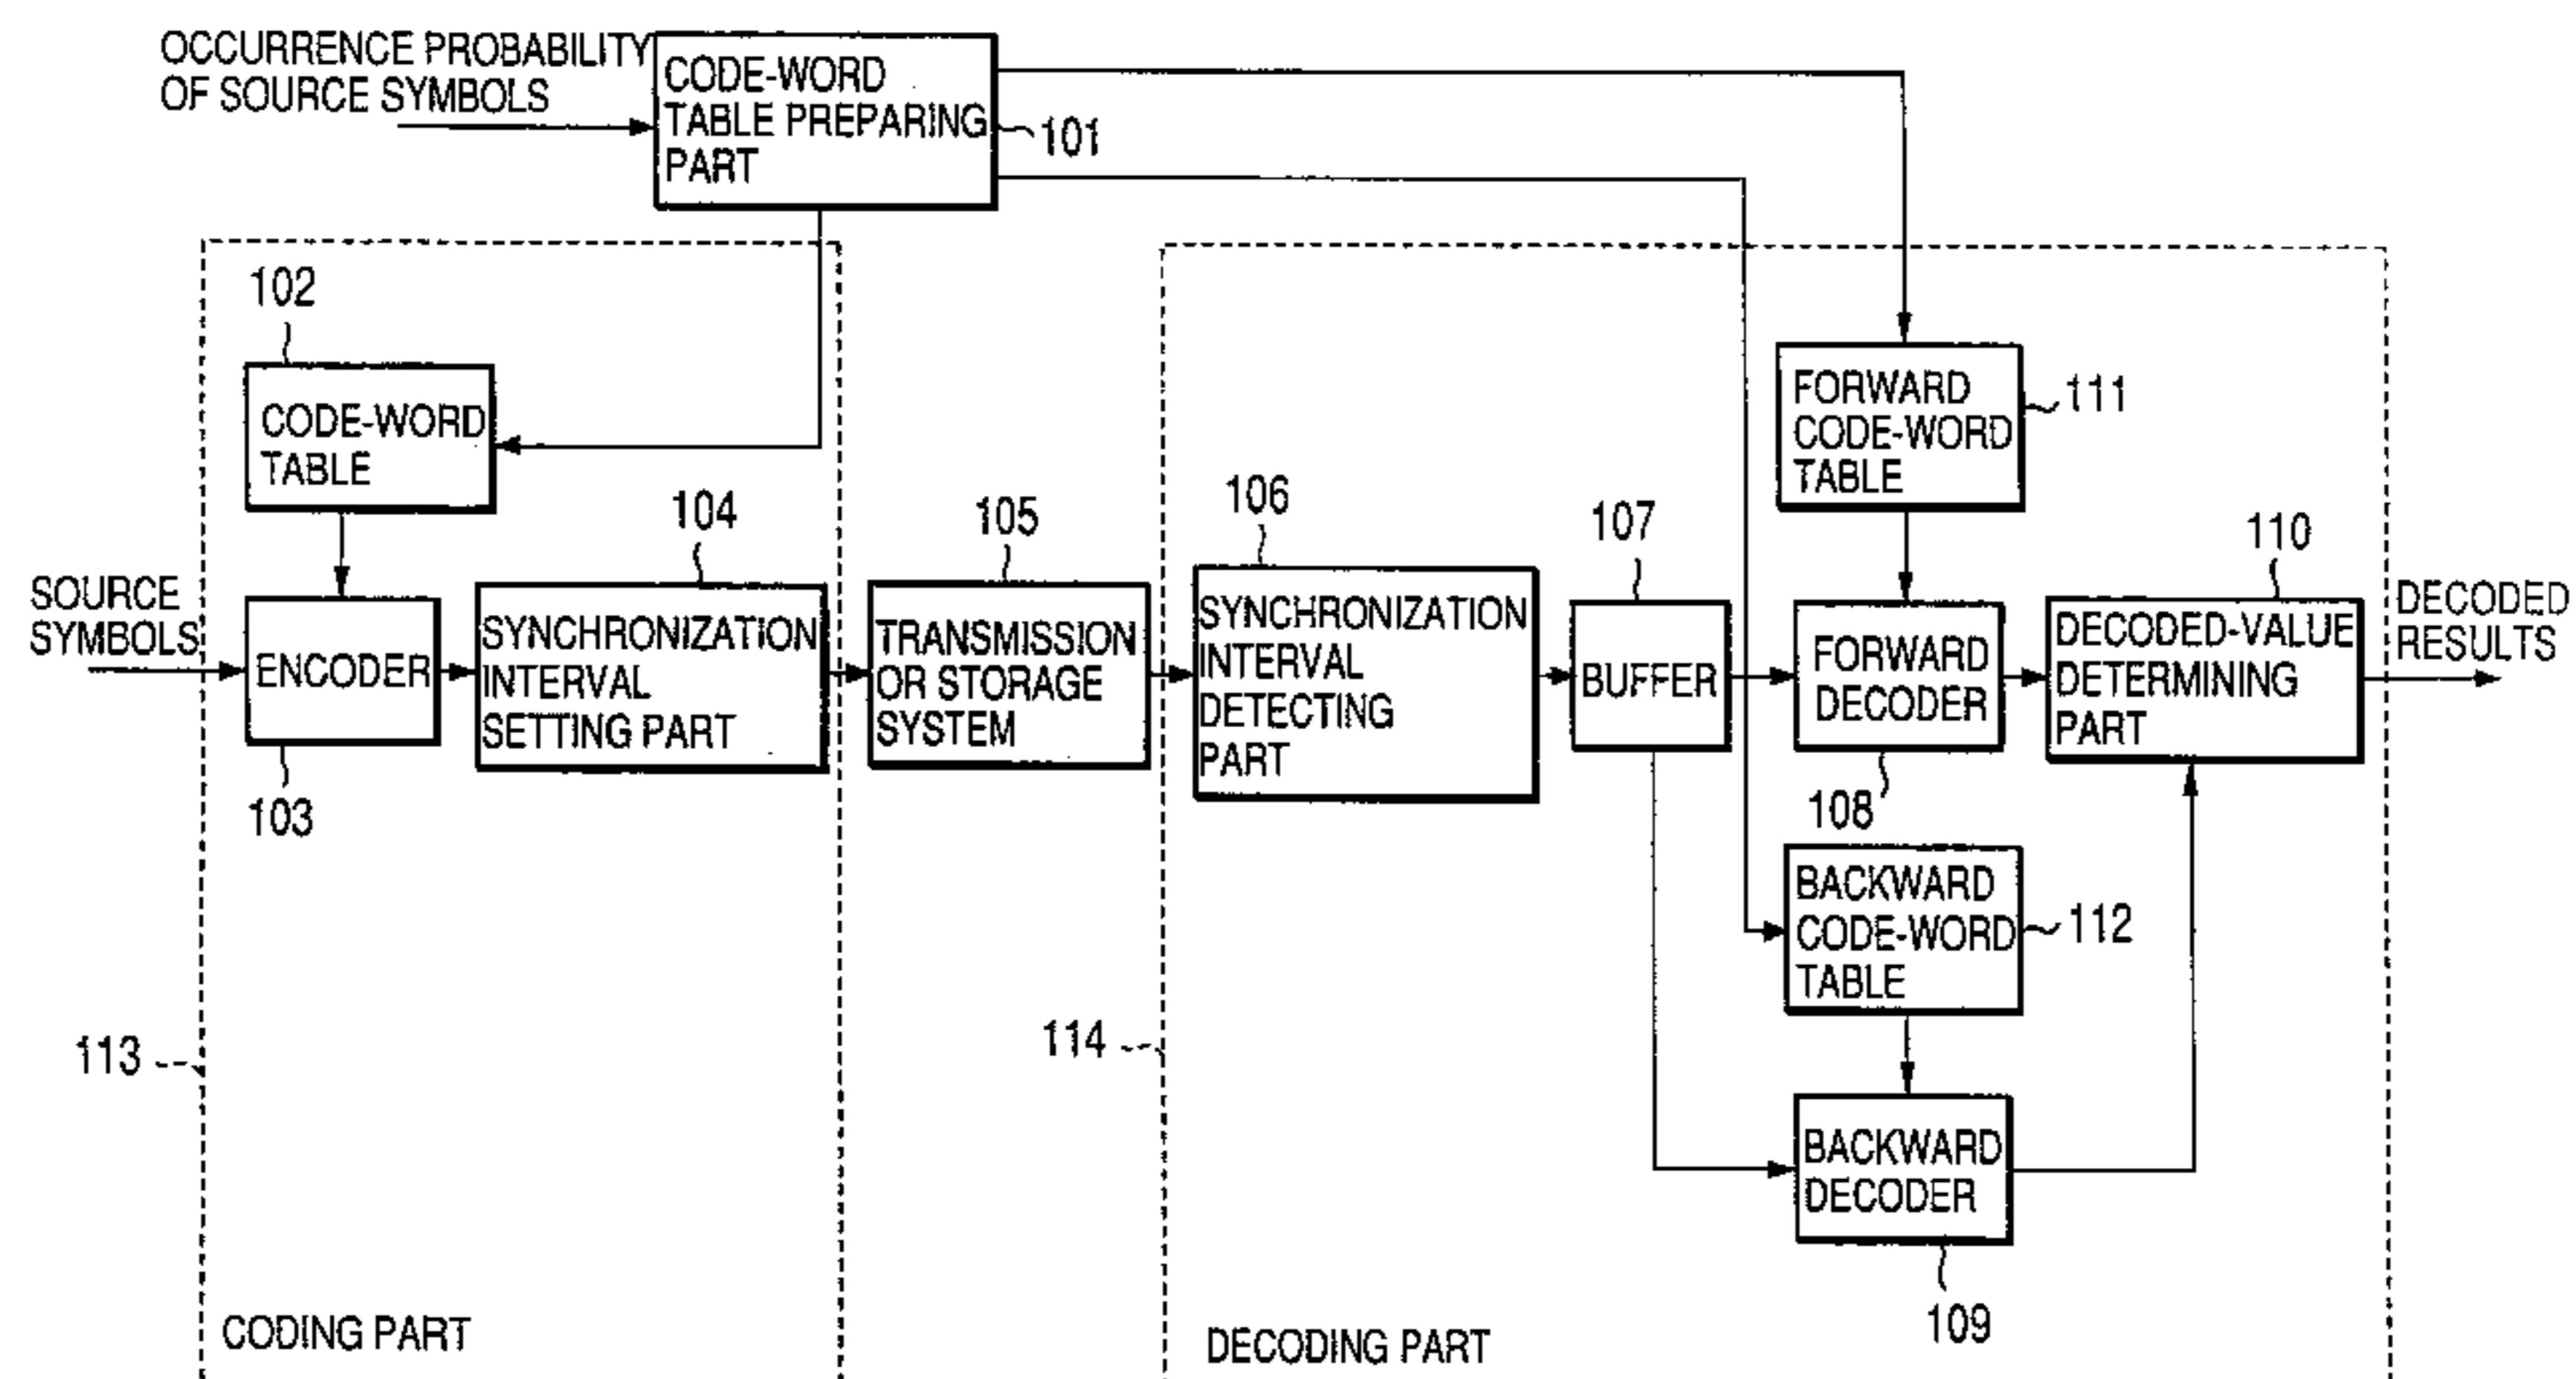 OCCURRENCE PROBABILITY
OF SOURCE SYMBOLS
CODE-WORD
TABLE PREPARING
PART
101
102
CODE-WORD
TABLE
SOURCE
SYMBOLS
ENCODER
103
104
SYNCHRONIZATION
INTERVAL
SETTING PART
105
TRANSMISSION
OR STORAGE
SYSTEM
106
SYNCHRONIZATION
INTERVAL
DETECTING
PART
107
BUFFER
FORWARD
CODE-WORD
TABLE
111
FORWARD
DECODER
108
110
DECODED-VALUE
DETERMINING
PART
DECODED
RESULTS
BACKWARD
CODE-WORD
TABLE
112
BACKWARD
DECODER
109
113
114
CODING PART
DECODING PART